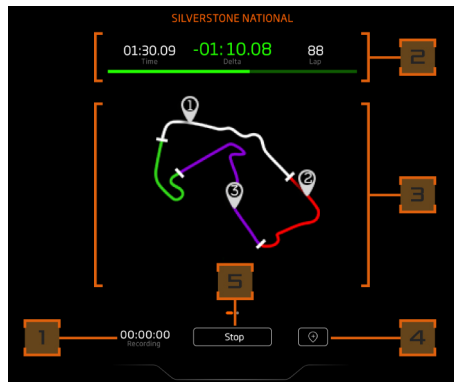 SILVERSTONE NATIONAL
01:30.09 -01:10.08 88
Time Delta Lap
2
1
2
3
3
5
1
00:00:00
Recording
Stop
4